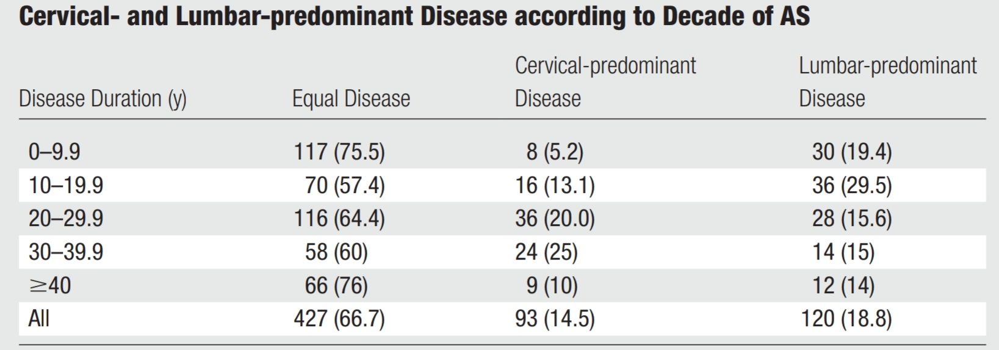 Cervical- and Lumbar-predominant Disease according to Decade of AS
Cervical-predominant Lumbar-predominant
Disease Duration (y) Equal Disease Disease Disease
0–9.9 117 (75.5) 8 (5.2) 30 (19.4)
10–19.9 70 (57.4) 16 (13.1) 36 (29.5)
20–29.9 116 (64.4) 36 (20.0) 28 (15.6)
30–39.9 58 (60) 24 (25) 14 (15)
≥40 66 (76) 9 (10) 12 (14)
All 427 (66.7) 93 (14.5) 120 (18.8)